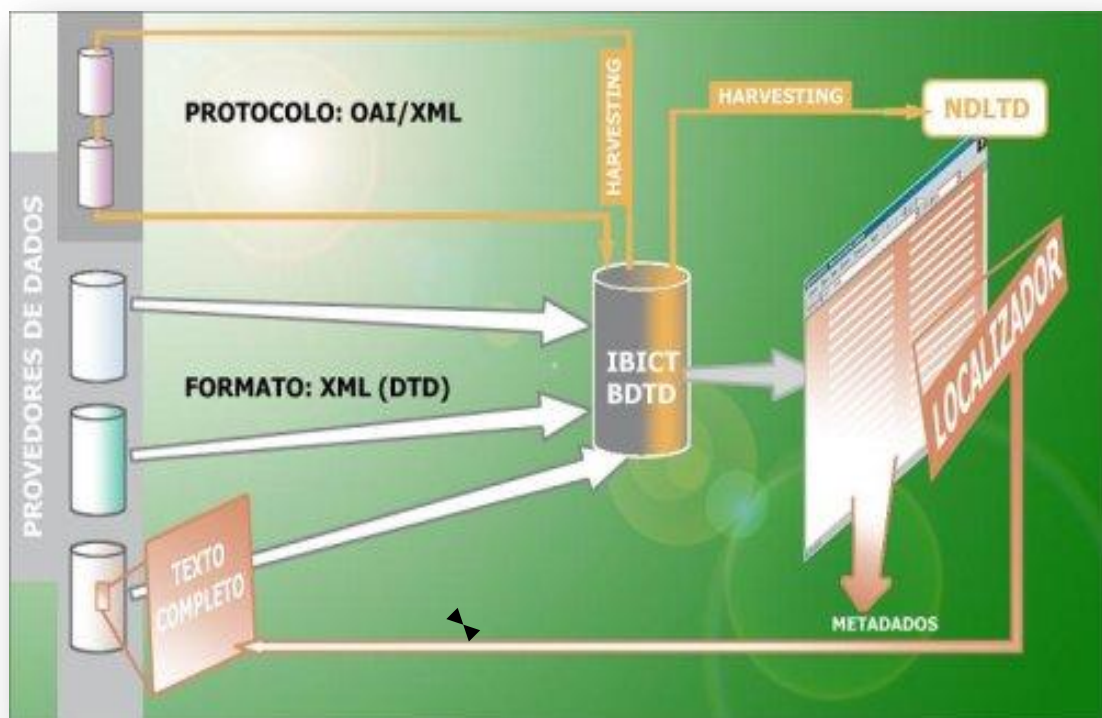 PROTOCOLO: OAI/XML
HARVESTING
HARVESTING
NDLTD
PROVEDORES DE DADOS
IBICT
BDTD
FORMATO: XML (DTD)
LOCALIZADOR
TEXTO
COMPLETO
METADADOS